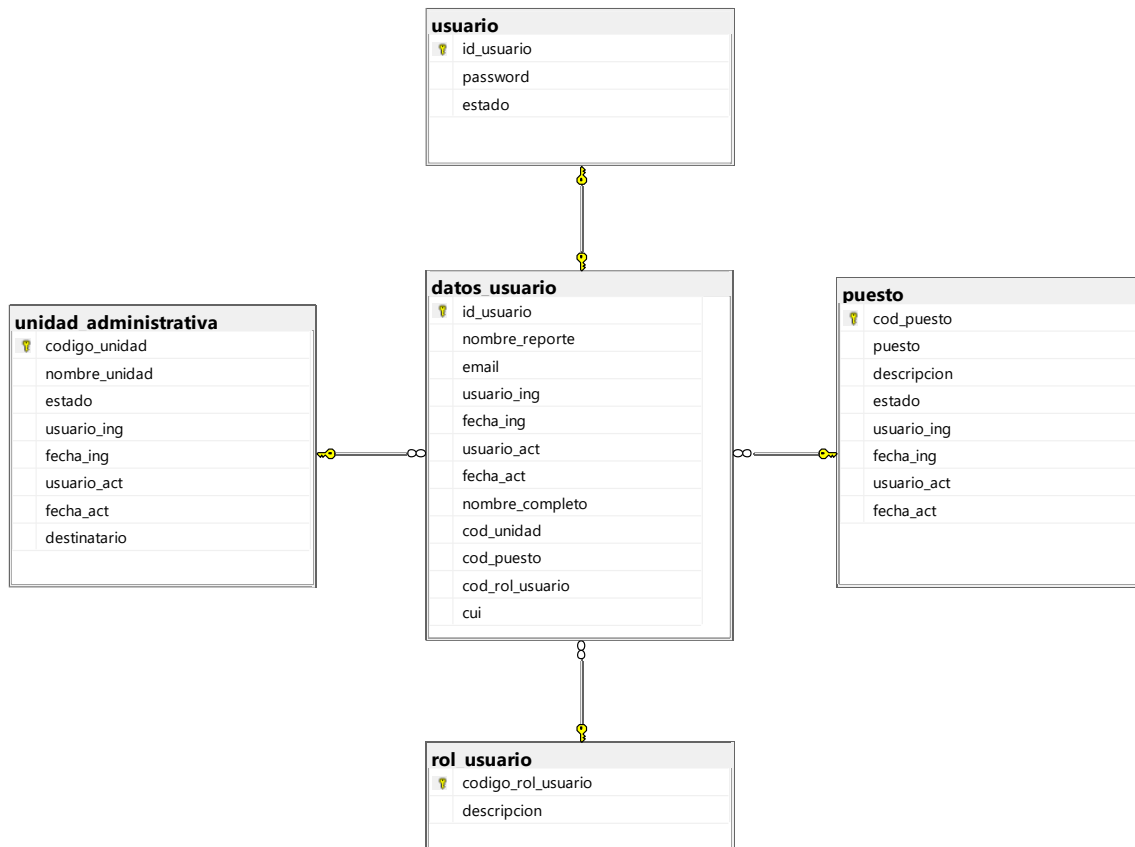 usuario
id_usuario
password
estado
unidad_administrativa
codigo_unidad
nombre_unidad
estado
usuario_ing
fecha_ing
usuario_act
fecha_act
destinatario
datos_usuario
id_usuario
nombre_reporte
email
usuario_ing
fecha_ing
usuario_act
fecha_act
nombre_completo
cod_unidad
cod_puesto
cod_rol_usuario
cui
puesto
cod_puesto
puesto
descripcion
estado
usuario_ing
fecha_ing
usuario_act
fecha_act
rol_usuario
codigo_rol_usuario
descripcion